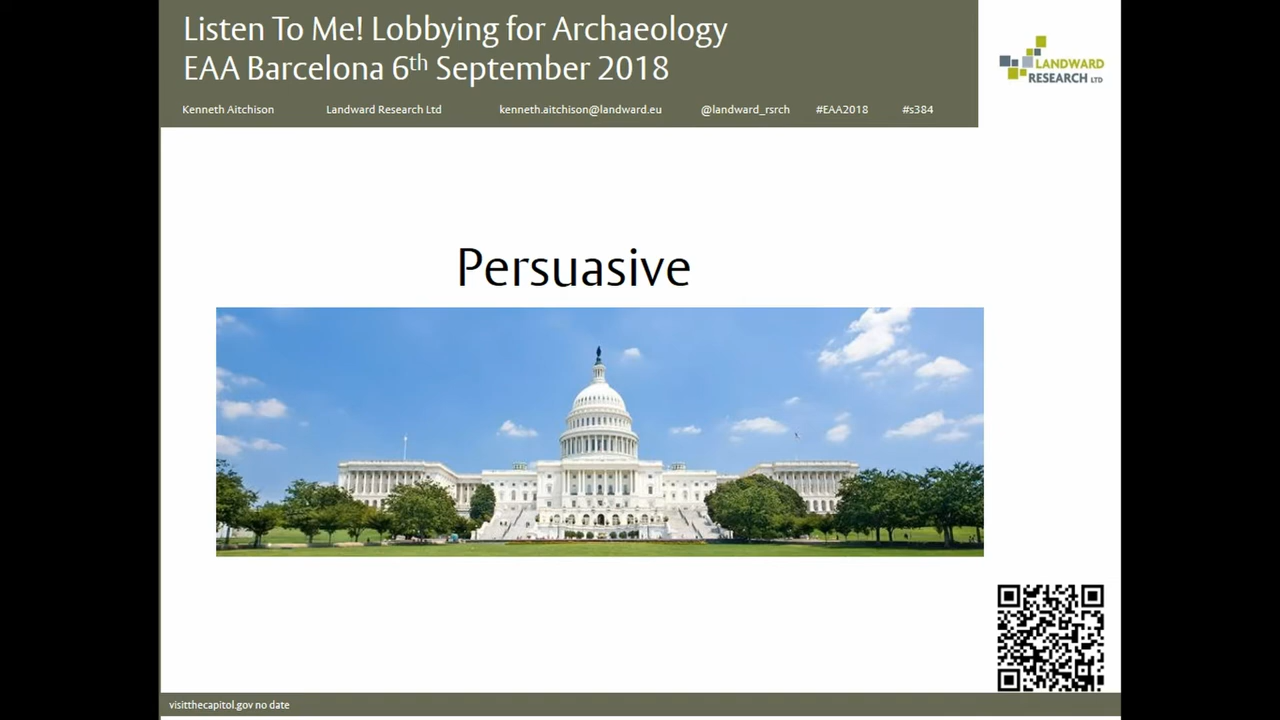 Listen To Me! Lobbying for Archaeology
EAA Barcelona 6th September 2018
LANDWARD
RESEARCH LTD
Kenneth Aitchison Landward Research Ltd kenneth.aitchison@landward.eu @landward_rsrch #EAA2018 #s384
Persuasive
visitthecapitol.gov no date